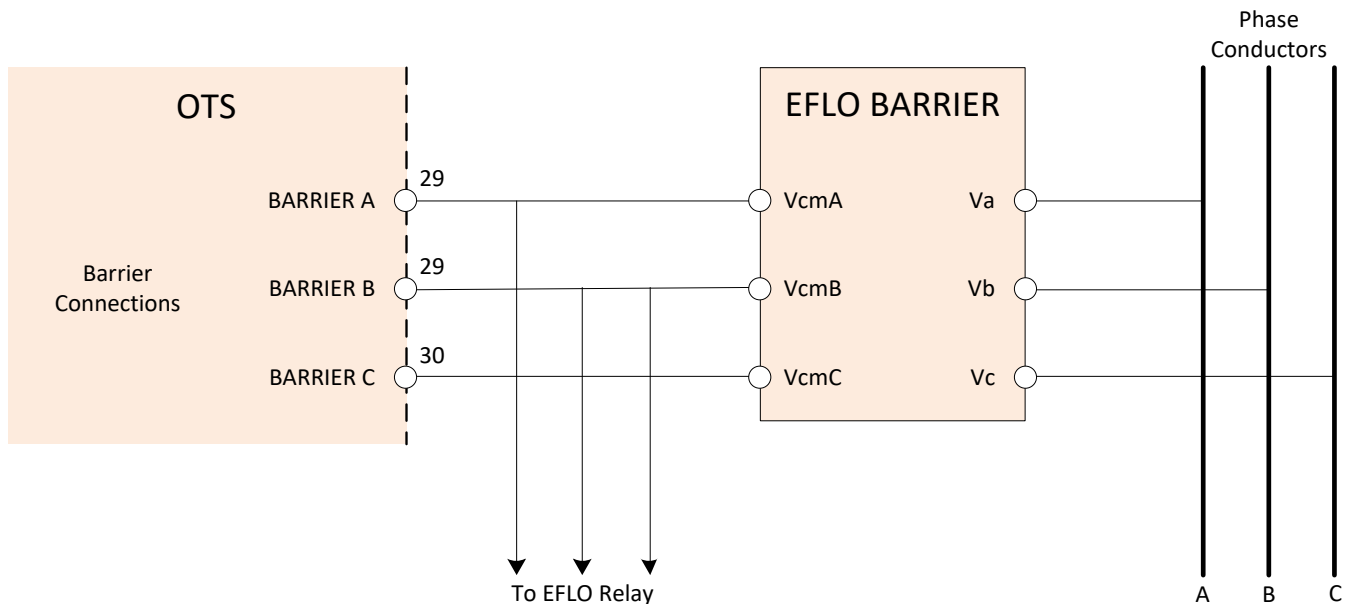 Phase
Conductors
OTS
EFLO BARRIER
29
BARRIER A
VcmA
Va
29
Barrier
Connections
BARRIER B
VcmB
Vb
30
BARRIER C
VcmC
Vc
To EFLO Relay
A
B
C